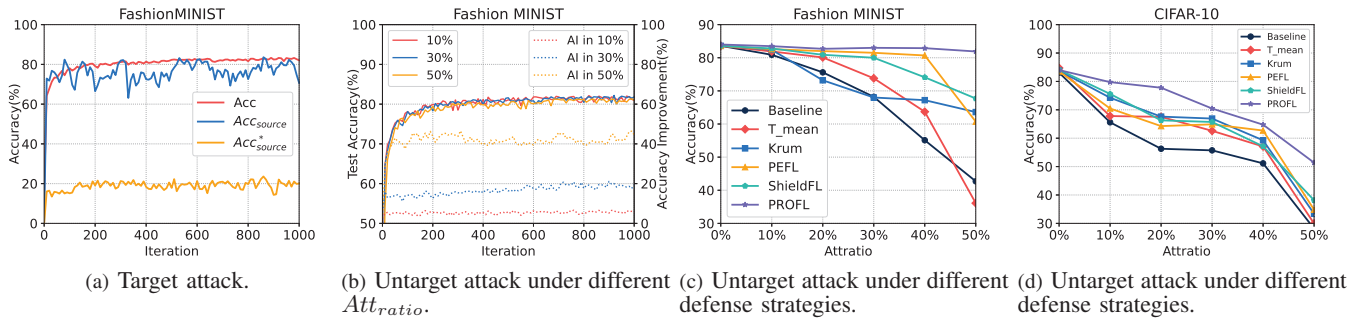 FashionMINIST
100
80
60
40
20
0
Accuracy(%)
Acc
Acc_source
Acc*_source
0 200 400 600 800 1000
Iteration
(a) Target attack.
Fashion MINIST
100
90
80
70
60
50
Test Accuracy(%)
10%
30%
50%
AI in 10%
AI in 30%
AI in 50%
100
80
60
40
20
0
Accuracy Improvement(%)
0 200 400 600 800 1000
Iteration
(b) Untarget attack under different
Att_ratio.
Fashion MINIST
90
80
70
60
50
40
30
Accuracy(%)
Baseline
T_mean
Krum
PEFL
ShieldFL
PROFL
0% 10% 20% 30% 40% 50%
Attratio
(c) Untarget attack under different
defense strategies.
CIFAR-10
100
90
80
70
60
50
40
30
Accuracy(%)
Baseline
T_mean
Krum
PEFL
ShieldFL
PROFL
0% 10% 20% 30% 40% 50%
Attratio
(d) Untarget attack under different
defense strategies.